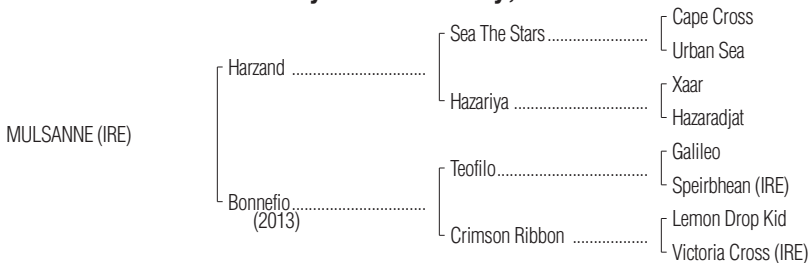 Cape Cross
Sea The Stars
Urban Sea
Harzand
Xaar
Hazariya
Hazaradjat
MULSANNE (IRE)
Galileo
Teofilo
Speirbhean (IRE)
Bonnefio
(2013)
Lemon Drop Kid
Crimson Ribbon
Victoria Cross (IRE)